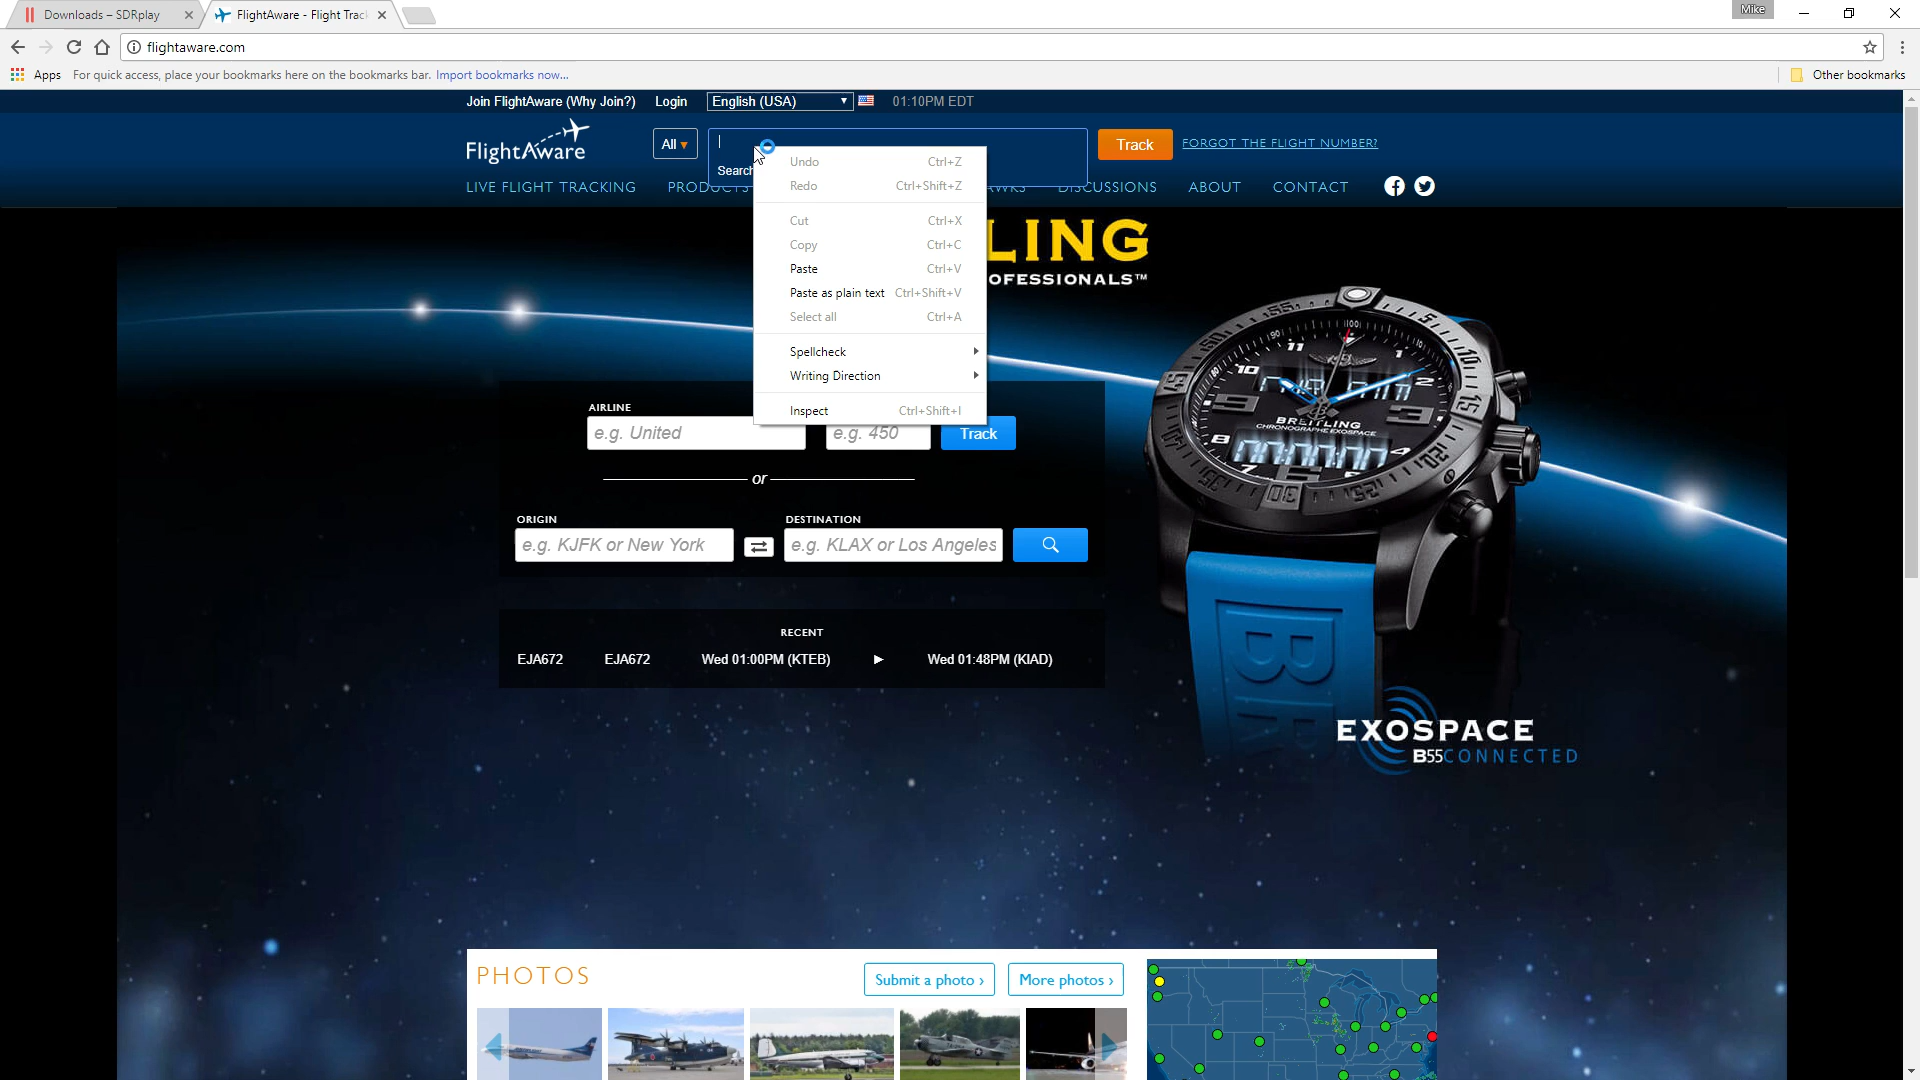 Downloads – SDRplay
FlightAware - Flight Track
Mike
flightaware.com
Apps For quick access, place your bookmarks here on the bookmarks bar. Import bookmarks now...
Other bookmarks
Join FlightAware (Why Join?) Login English (USA) 01:10PM EDT
FlightAware
All
Search
Track
FORGOT THE FLIGHT NUMBER?
LIVE FLIGHT TRACKING PRODUCTS AWKS DISCUSSIONS ABOUT CONTACT
Undo Ctrl+Z
Redo Ctrl+Shift+Z
Cut Ctrl+X
Copy Ctrl+C
Paste Ctrl+V
Paste as plain text Ctrl+Shift+V
Select all Ctrl+A
Spellcheck
Writing Direction
Inspect Ctrl+Shift+I
LING
OFESSIONALS™
AIRLINE
e.g. United e.g. 450 Track
or
ORIGIN DESTINATION
e.g. KJFK or New York e.g. KLAX or Los Angeles
RECENT
EJA672 EJA672 Wed 01:00PM (KTEB) ▶ Wed 01:48PM (KIAD)
BREITLING
CHRONOGRAPHE EXOSPACE
EXOSPACE
B55CONNECTED
PHOTOS
Submit a photo ›
More photos ›